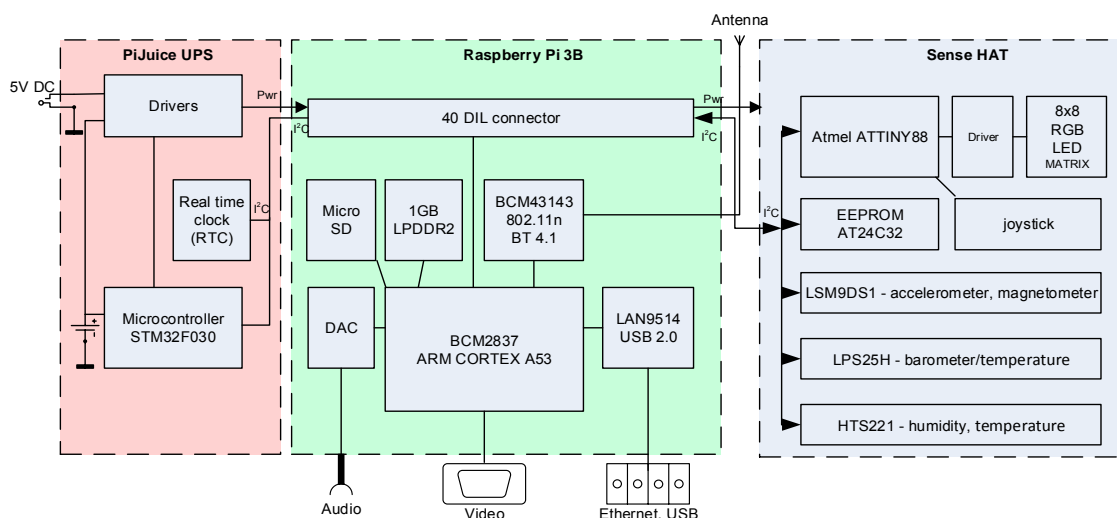 Antenna
PiJuice UPS
Raspberry Pi 3B
Sense HAT
5V DC
Drivers
Pwr
I²C
40 DIL connector
Pwr
I²C
Atmel ATTINY88
Driver
8x8
RGB
LED
MATRIX
Real time
clock
(RTC)
I²C
Micro
SD
1GB
LPDDR2
BCM43143
802.11n
BT 4.1
I²C
EEPROM
AT24C32
joystick
Microcontroller
STM32F030
+
-
DAC
BCM2837
ARM CORTEX A53
LAN9514
USB 2.0
LSM9DS1 - accelerometer, magnetometer
LPS25H - barometer/temperature
HTS221 - humidity, temperature
Audio
Video
Ethernet, USB